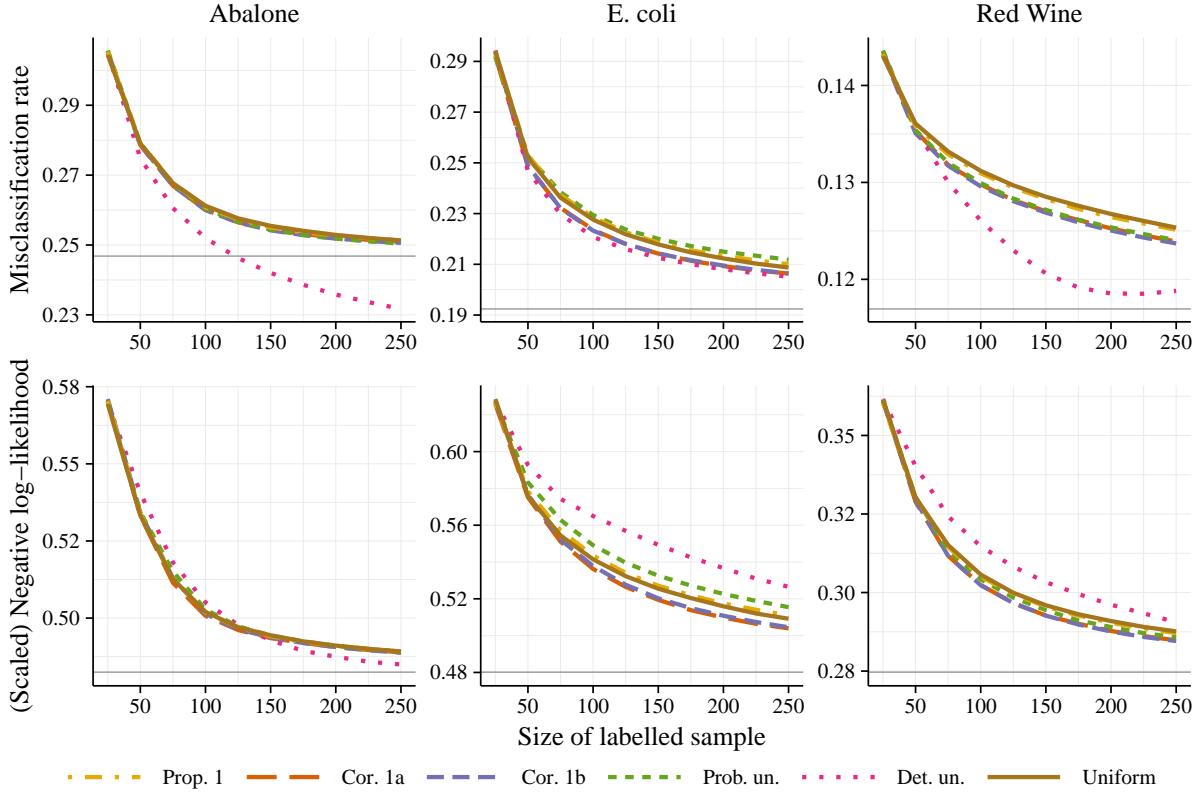 Abalone
E. coli
Red Wine
Misclassification rate
0.29
0.27
0.25
0.23
50 100 150 200 250
0.29
0.27
0.25
0.23
0.21
0.19
50 100 150 200 250
0.14
0.13
0.12
50 100 150 200 250
(Scaled) Negative log−likelihood
0.58
0.55
0.52
0.50
50 100 150 200 250
0.60
0.56
0.52
0.48
50 100 150 200 250
0.35
0.32
0.30
0.28
50 100 150 200 250
Size of labelled sample
Prop. 1 Cor. 1a Cor. 1b Prob. un. Det. un. Uniform